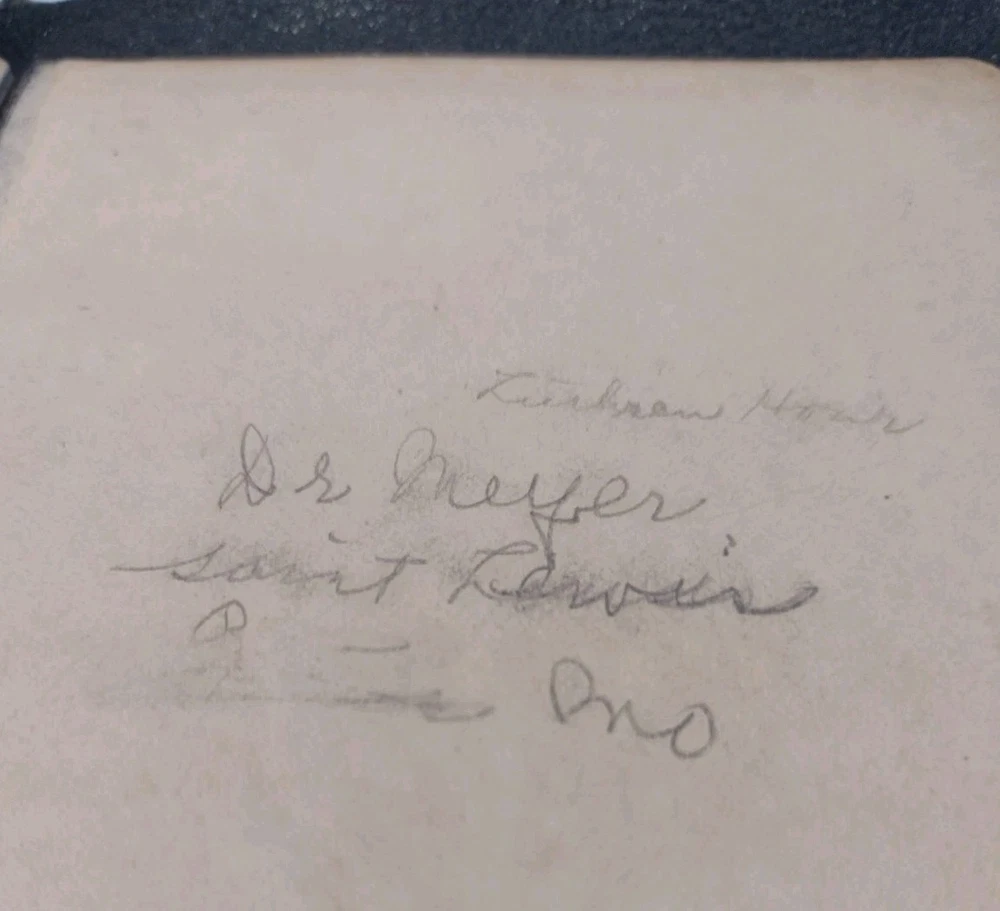 Lutheran Hour
Dr Meyer
saint Louis
Mo